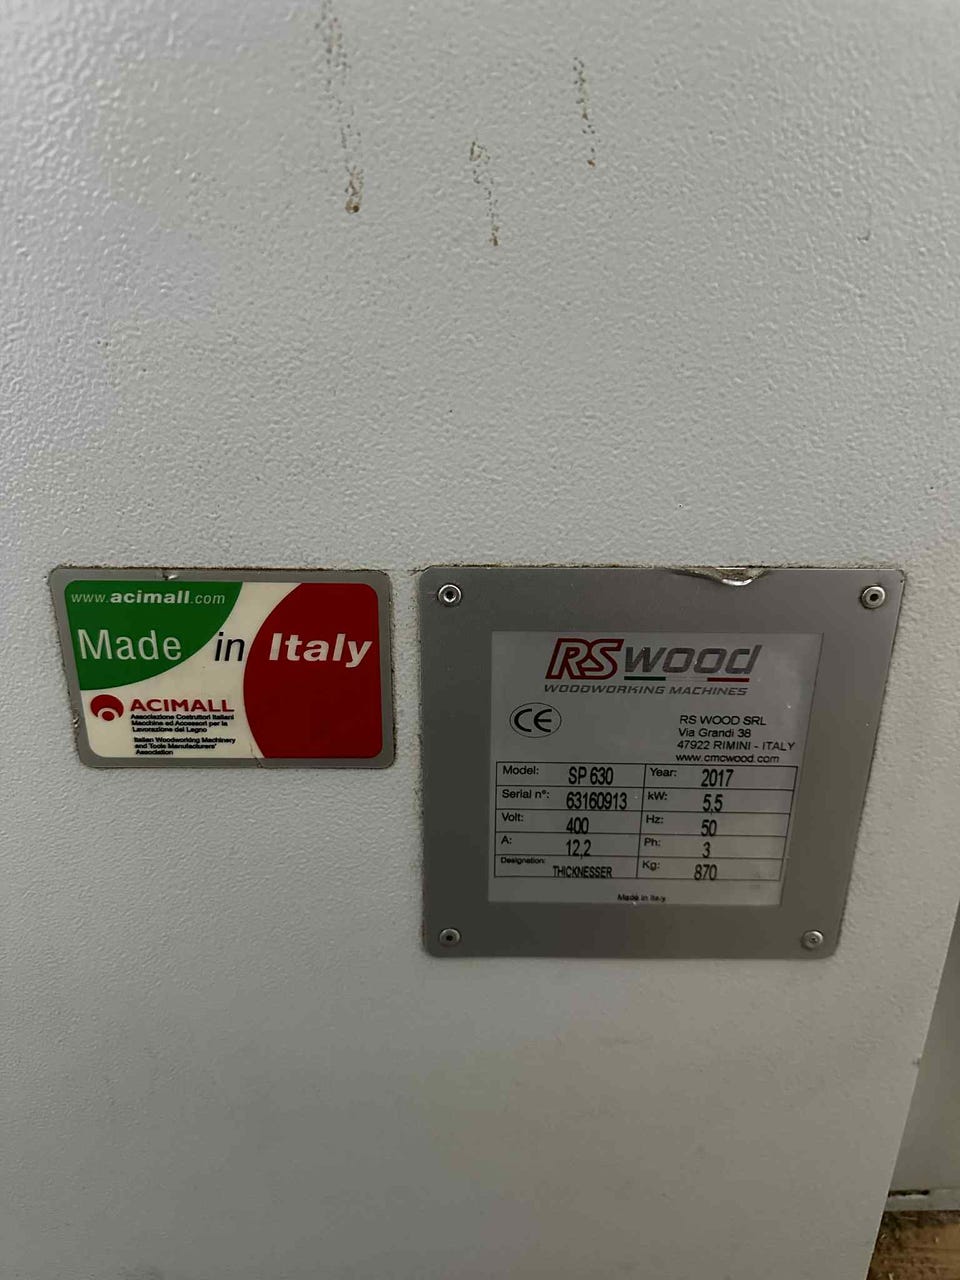 www.acimall.com
Made in Italy
ACIMALL
Associazione Costruttori Italiani
Macchine ed Accessori per la
Lavorazione del Legno
Italian Woodworking Machinery
and Tools Manufacturers'
Association
RS wood
WOODWORKING MACHINES
CE
RS WOOD SRL
Via Grandi 38
47922 RIMINI - ITALY
www.cmcwood.com
Model: SP 630 Year: 2017
Serial n°: 63160913 kW: 5,5
Volt: 400 Hz: 50
A: 12,2 Ph: 3
Designation: THICKNESSER Kg: 870
Made in Italy